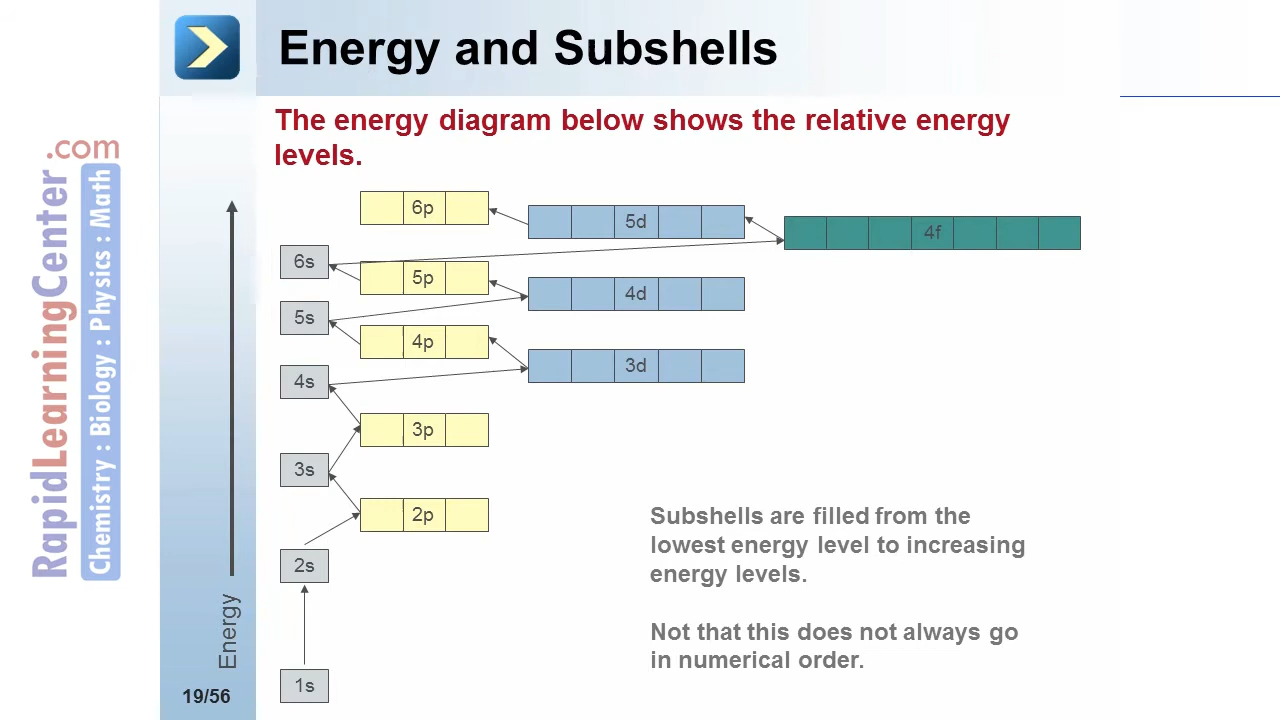 Energy and Subshells
The energy diagram below shows the relative energy
levels.
RapidLearningCenter.com
Chemistry : Biology : Physics : Math
6p
5d
4f
6s
5p
4d
5s
4p
3d
4s
3p
3s
2p
2s
1s
Energy
Subshells are filled from the
lowest energy level to increasing
energy levels.
Not that this does not always go
in numerical order.
19/56